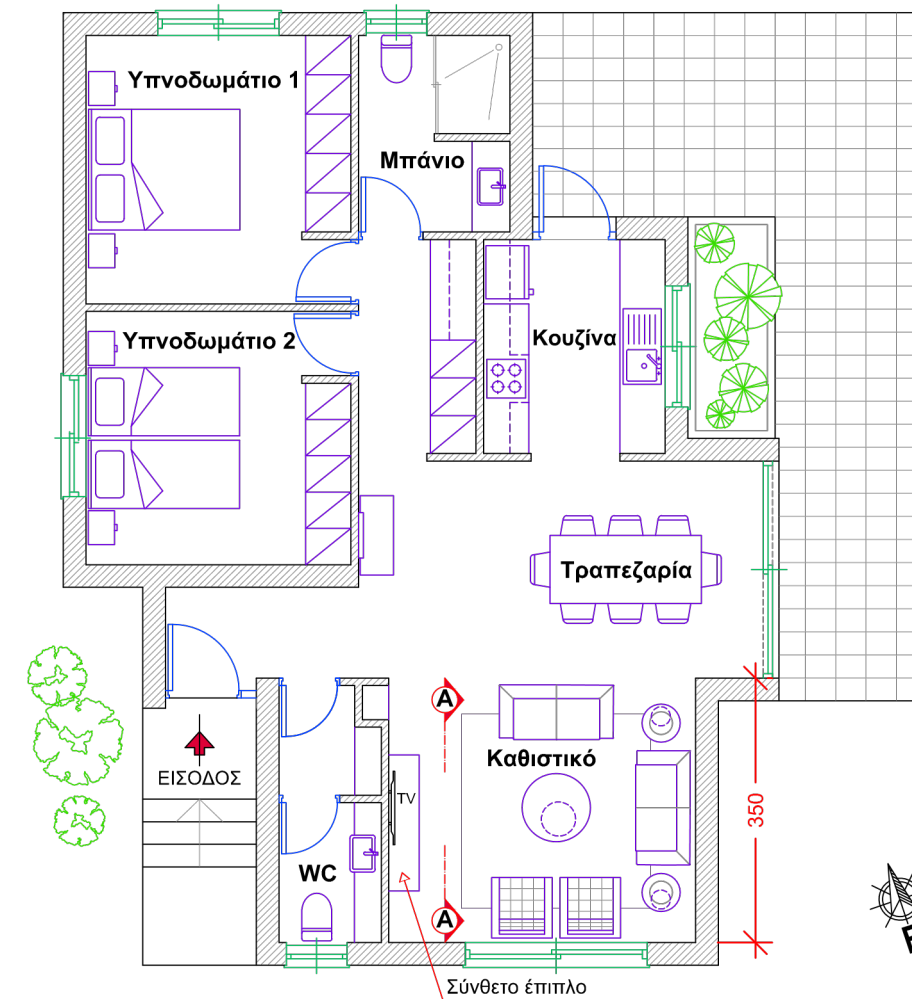 Υπνοδωμάτιο 1
Μπάνιο
Υπνοδωμάτιο 2
Κουζίνα
Τραπεζαρία
A
Καθιστικό
ΕΙΣΟΔΟΣ
TV
350
WC
A
Σύνθετο έπιπλο